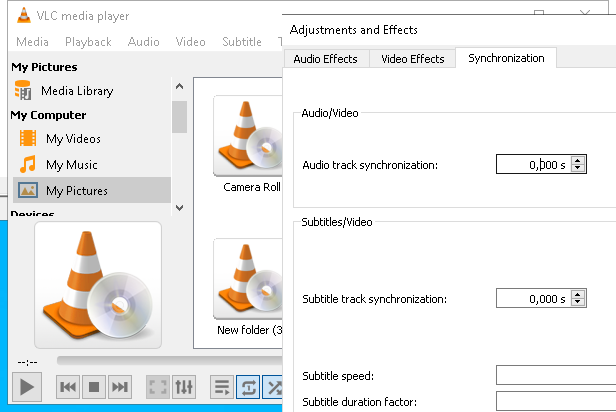 VLC media player
Media Playback Audio Video Subtitle
My Pictures
Media Library
My Computer
My Videos
My Music
My Pictures
Devices
Camera Roll
New folder (3
--:--
Adjustments and Effects
Audio Effects Video Effects Synchronization
Audio/Video
Audio track synchronization: 0,000 s
Subtitles/Video
Subtitle track synchronization: 0,000 s
Subtitle speed:
Subtitle duration factor: